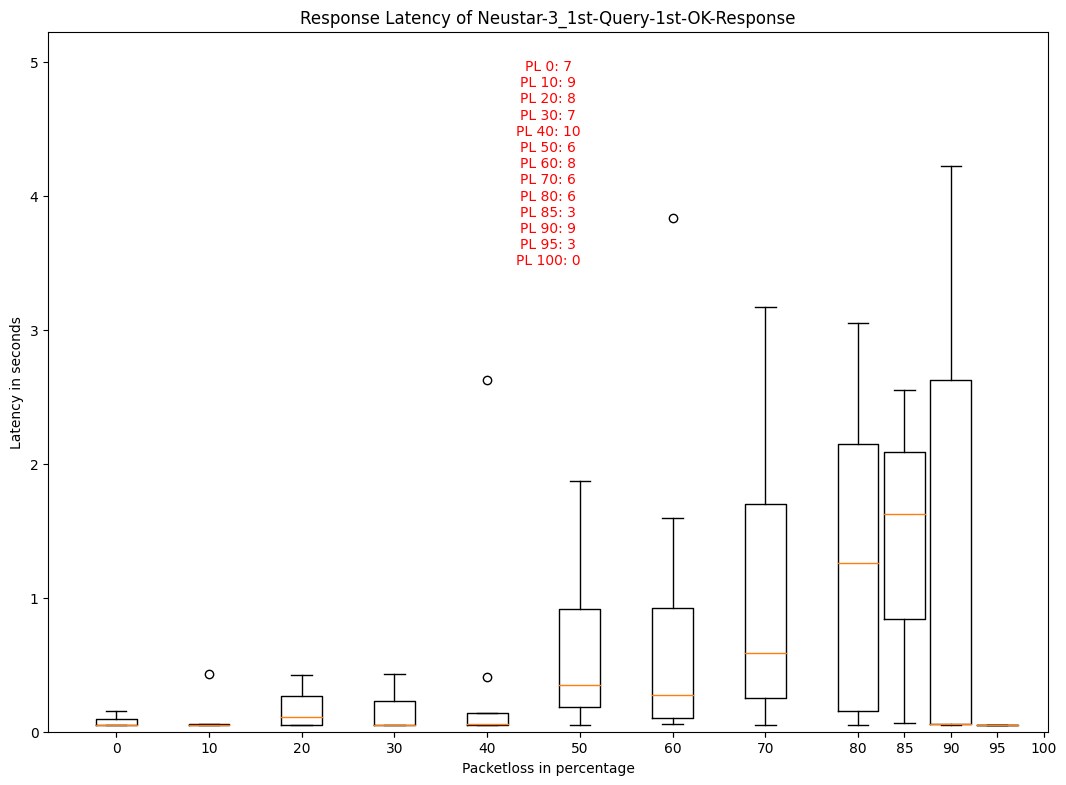 Response Latency of Neustar-3_1st-Query-1st-OK-Response
PL 0: 7
PL 10: 9
PL 20: 8
PL 30: 7
PL 40: 10
PL 50: 6
PL 60: 8
PL 70: 6
PL 80: 6
PL 85: 3
PL 90: 9
PL 95: 3
PL 100: 0
Latency in seconds
5
4
3
2
1
0
0 10 20 30 40 50 60 70 80 85 90 95 100
Packetloss in percentage